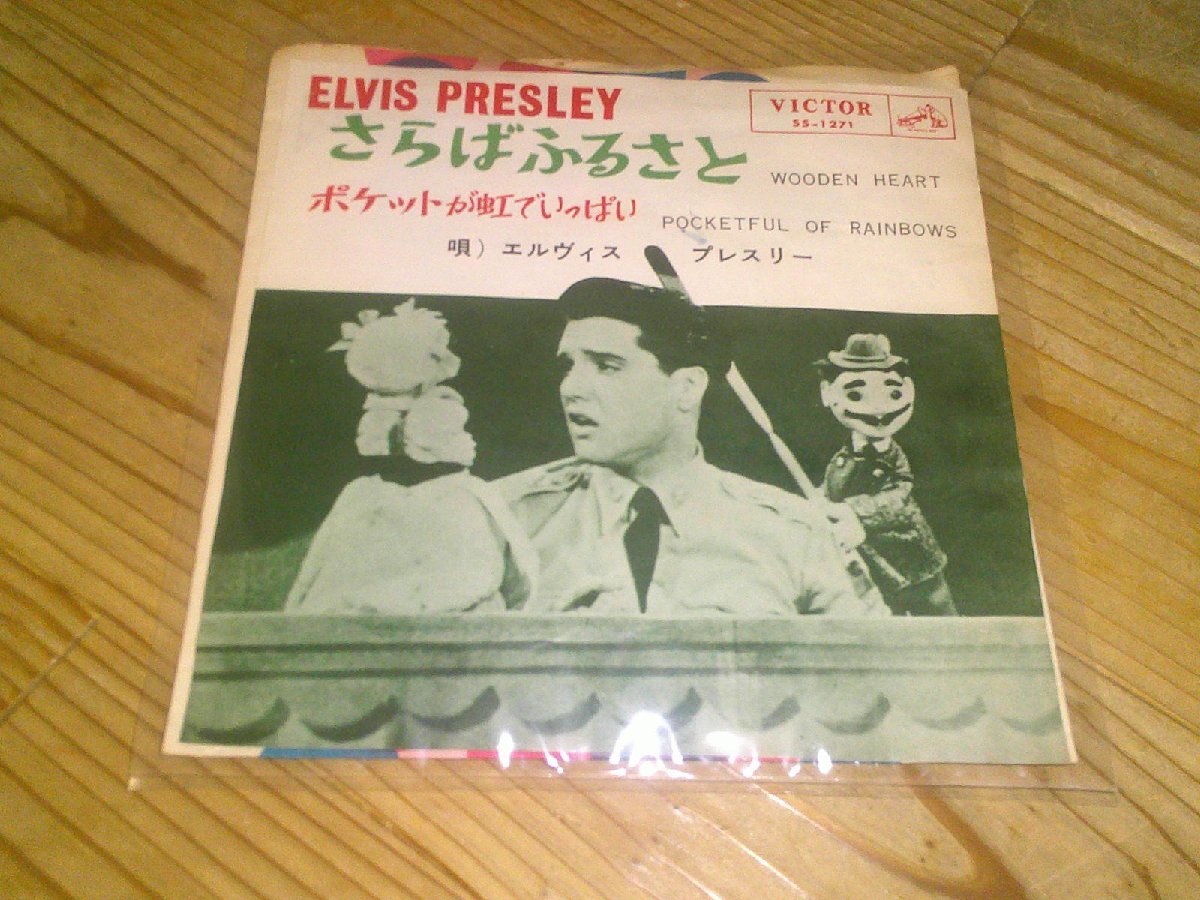 ELVIS PRESLEY
VICTOR
SS-1271
さらばふるさと WOODEN HEART
ポケットが虹でいっぱい POCKETFUL OF RAINBOWS
唄）エルヴィス プレスリー